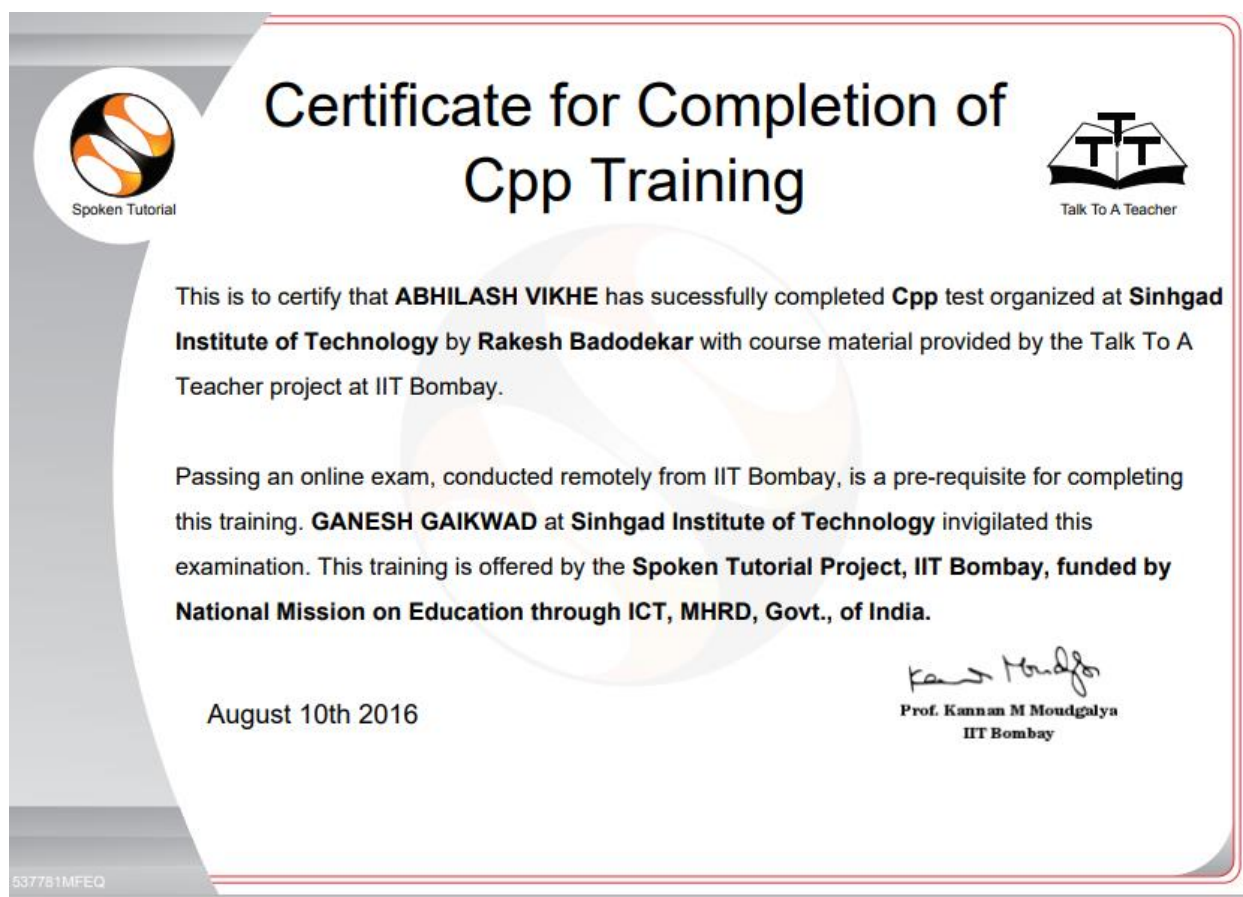 Certificate for Completion of
Cpp Training
Spoken Tutorial
TTT
Talk To A Teacher
This is to certify that ABHILASH VIKHE has sucessfully completed Cpp test organized at Sinhgad
Institute of Technology by Rakesh Badodekar with course material provided by the Talk To A
Teacher project at IIT Bombay.
Passing an online exam, conducted remotely from IIT Bombay, is a pre-requisite for completing
this training. GANESH GAIKWAD at Sinhgad Institute of Technology invigilated this
examination. This training is offered by the Spoken Tutorial Project, IIT Bombay, funded by
National Mission on Education through ICT, MHRD, Govt., of India.
August 10th 2016
Prof. Kannan M Moudgalya
IIT Bombay
537781MFEQ